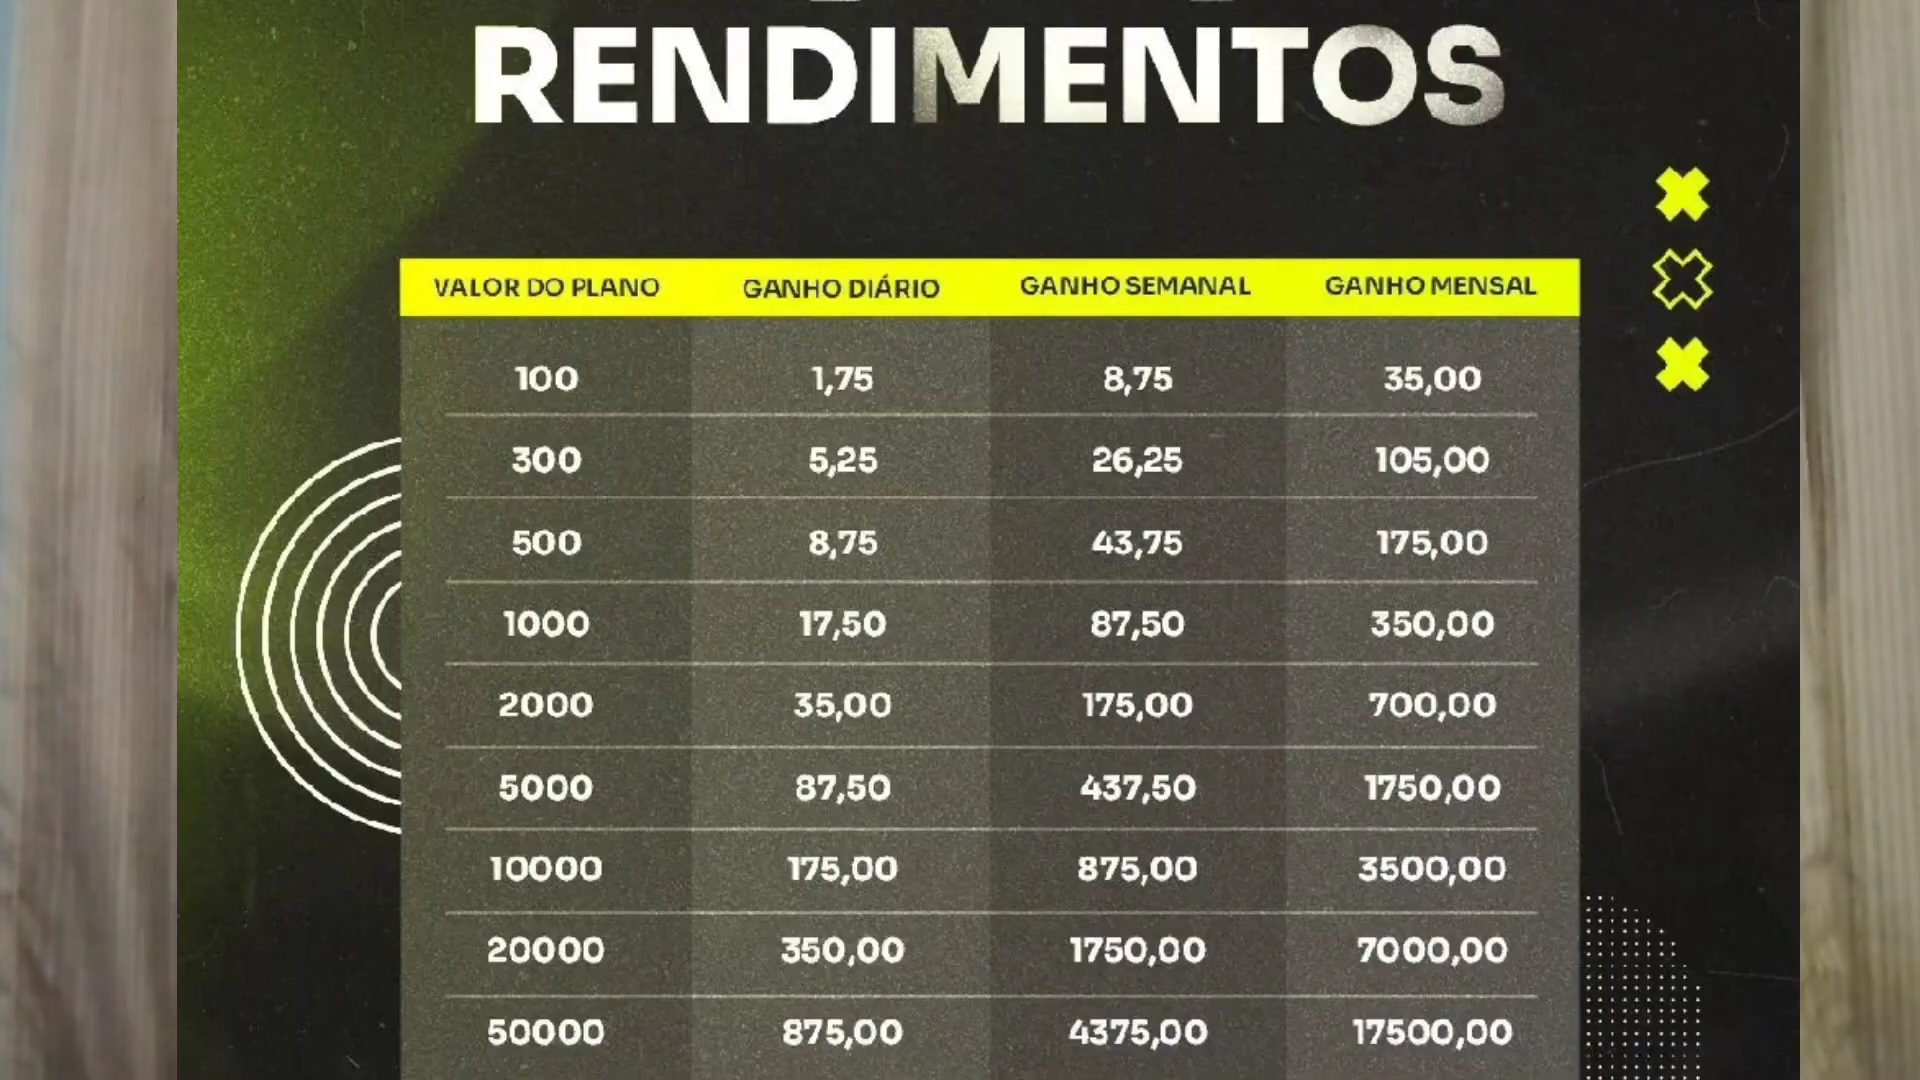 RENDIMENTOS
VALOR DO PLANO GANHO DIÁRIO GANHO SEMANAL GANHO MENSAL
100 1,75 8,75 35,00
300 5,25 26,25 105,00
500 8,75 43,75 175,00
1000 17,50 87,50 350,00
2000 35,00 175,00 700,00
5000 87,50 437,50 1750,00
10000 175,00 875,00 3500,00
20000 350,00 1750,00 7000,00
50000 875,00 4375,00 17500,00